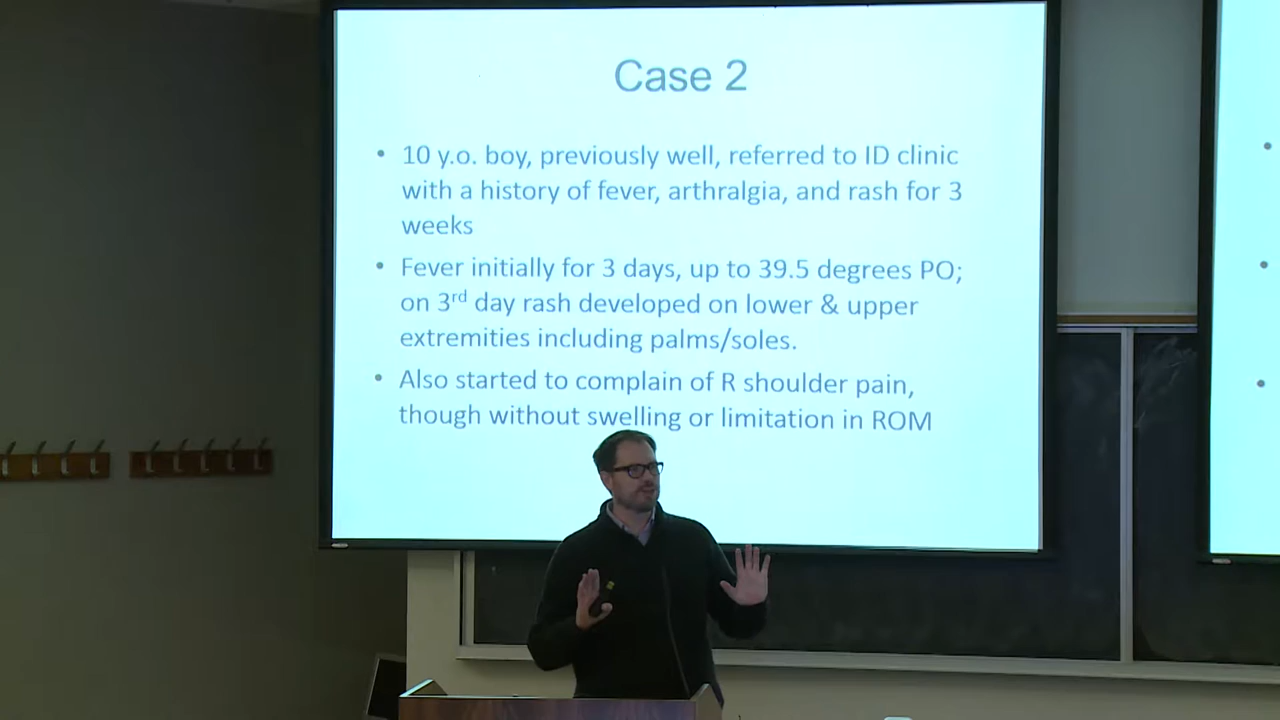 Case 2
• 10 y.o. boy, previously well, referred to ID clinic
with a history of fever, arthralgia, and rash for 3
weeks
• Fever initially for 3 days, up to 39.5 degrees PO;
on 3rd day rash developed on lower & upper
extremities including palms/soles.
• Also started to complain of R shoulder pain,
though without swelling or limitation in ROM